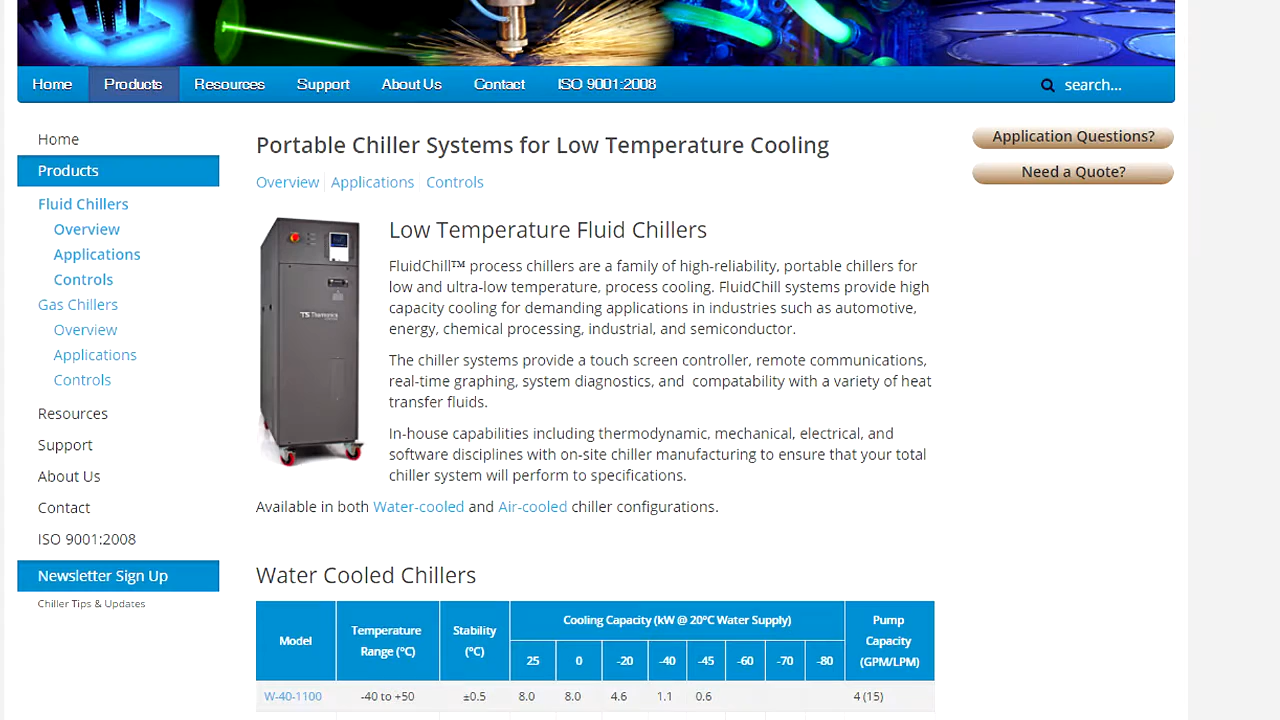 Home Products Resources Support About Us Contact ISO 9001:2008 search...
Home
Products
Fluid Chillers
Overview
Applications
Controls
Gas Chillers
Overview
Applications
Controls
Resources
Support
About Us
Contact
ISO 9001:2008
Newsletter Sign Up
Chiller Tips & Updates
Portable Chiller Systems for Low Temperature Cooling
Overview Applications Controls
Low Temperature Fluid Chillers
FluidChill™ process chillers are a family of high-reliability, portable chillers for
low and ultra-low temperature, process cooling. FluidChill systems provide high
capacity cooling for demanding applications in industries such as automotive,
energy, chemical processing, industrial, and semiconductor.
The chiller systems provide a touch screen controller, remote communications,
real-time graphing, system diagnostics, and compatability with a variety of heat
transfer fluids.
In-house capabilities including thermodynamic, mechanical, electrical, and
software disciplines with on-site chiller manufacturing to ensure that your total
chiller system will perform to specifications.
Available in both Water-cooled and Air-cooled chiller configurations.
Water Cooled Chillers
Model
Temperature
Range (ºC)
Stability
(ºC)
Cooling Capacity (kW @ 20ºC Water Supply)
25 0 -20 -40 -45 -60 -70 -80
Pump
Capacity
(GPM/LPM)
W-40-1100 -40 to +50 ±0.5 8.0 8.0 4.6 1.1 0.6 4 (15)
Application Questions?
Need a Quote?